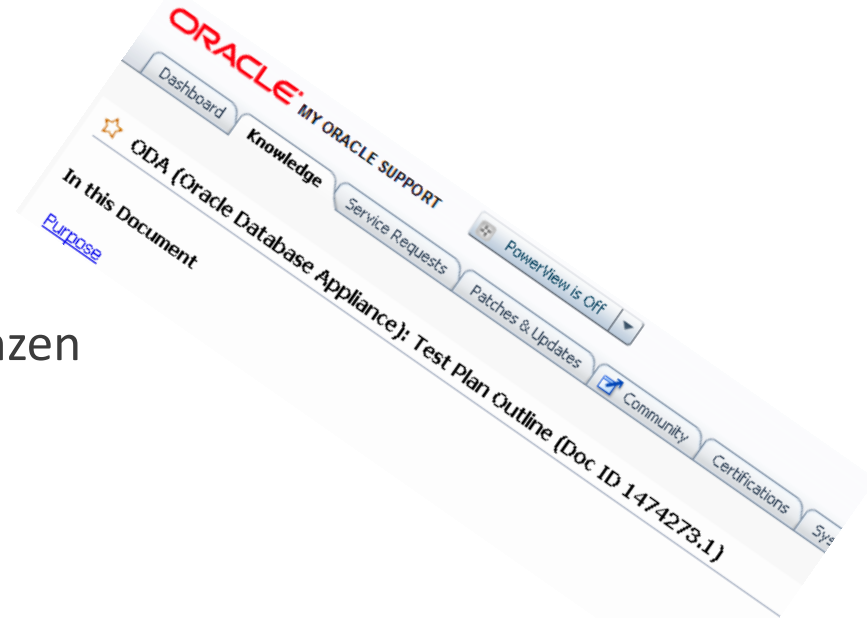 ORACLE® MY ORACLE SUPPORT
PowerView is Off
Dashboard Knowledge Service Requests Patches & Updates Community Certifications
ODA (Oracle Database Appliance): Test Plan Outline (Doc ID 1474273.1)
In this Document
Purpose
nzen